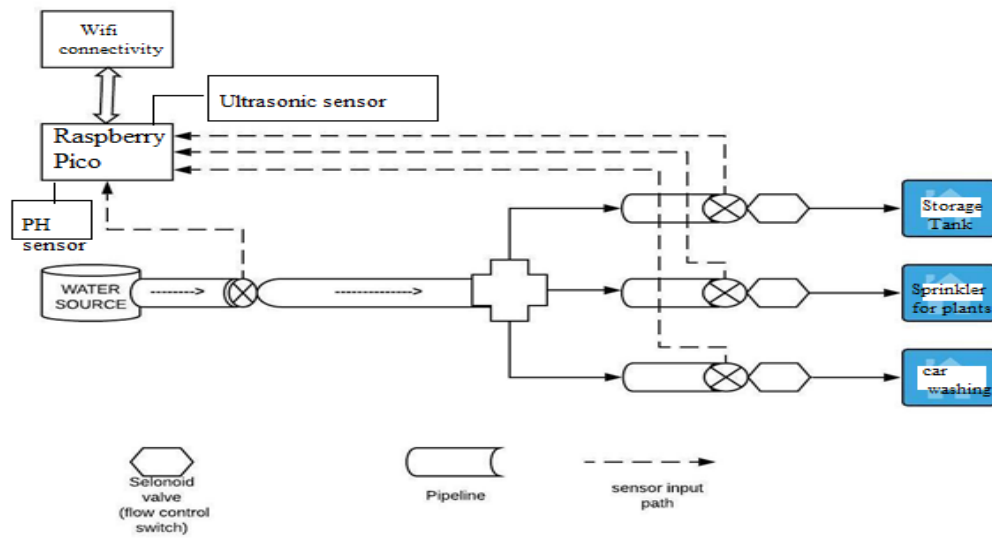 Wifi
connectivity
Ultrasonic sensor
Raspberry
Pico
PH
sensor
WATER
SOURCE
Storage
Tank
Sprinkler
for plants
car
washing
Selonoid
valve
(flow control
switch)
Pipeline
sensor input
path